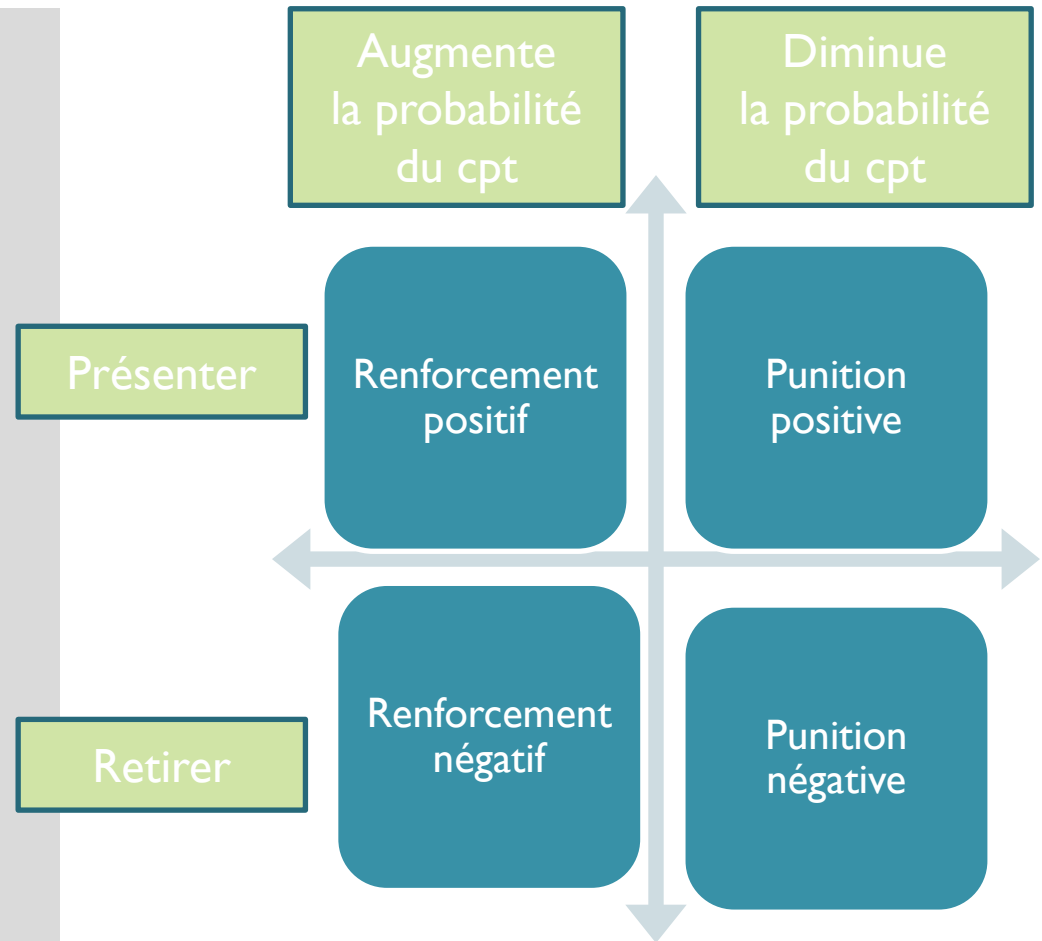 Augmente
la probabilité
du cpt
Diminue
la probabilité
du cpt
Présenter
Renforcement
positif
Punition
positive
Retirer
Renforcement
négatif
Punition
négative